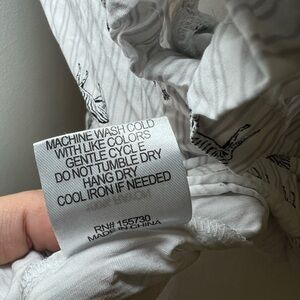 MACHINE WASH COLD
WITH LIKE COLORS
GENTLE CYCLE
DO NOT TUMBLE DRY
HANG DRY
COOL IRON IF NEEDED
RN# 155730
MADE IN CHINA